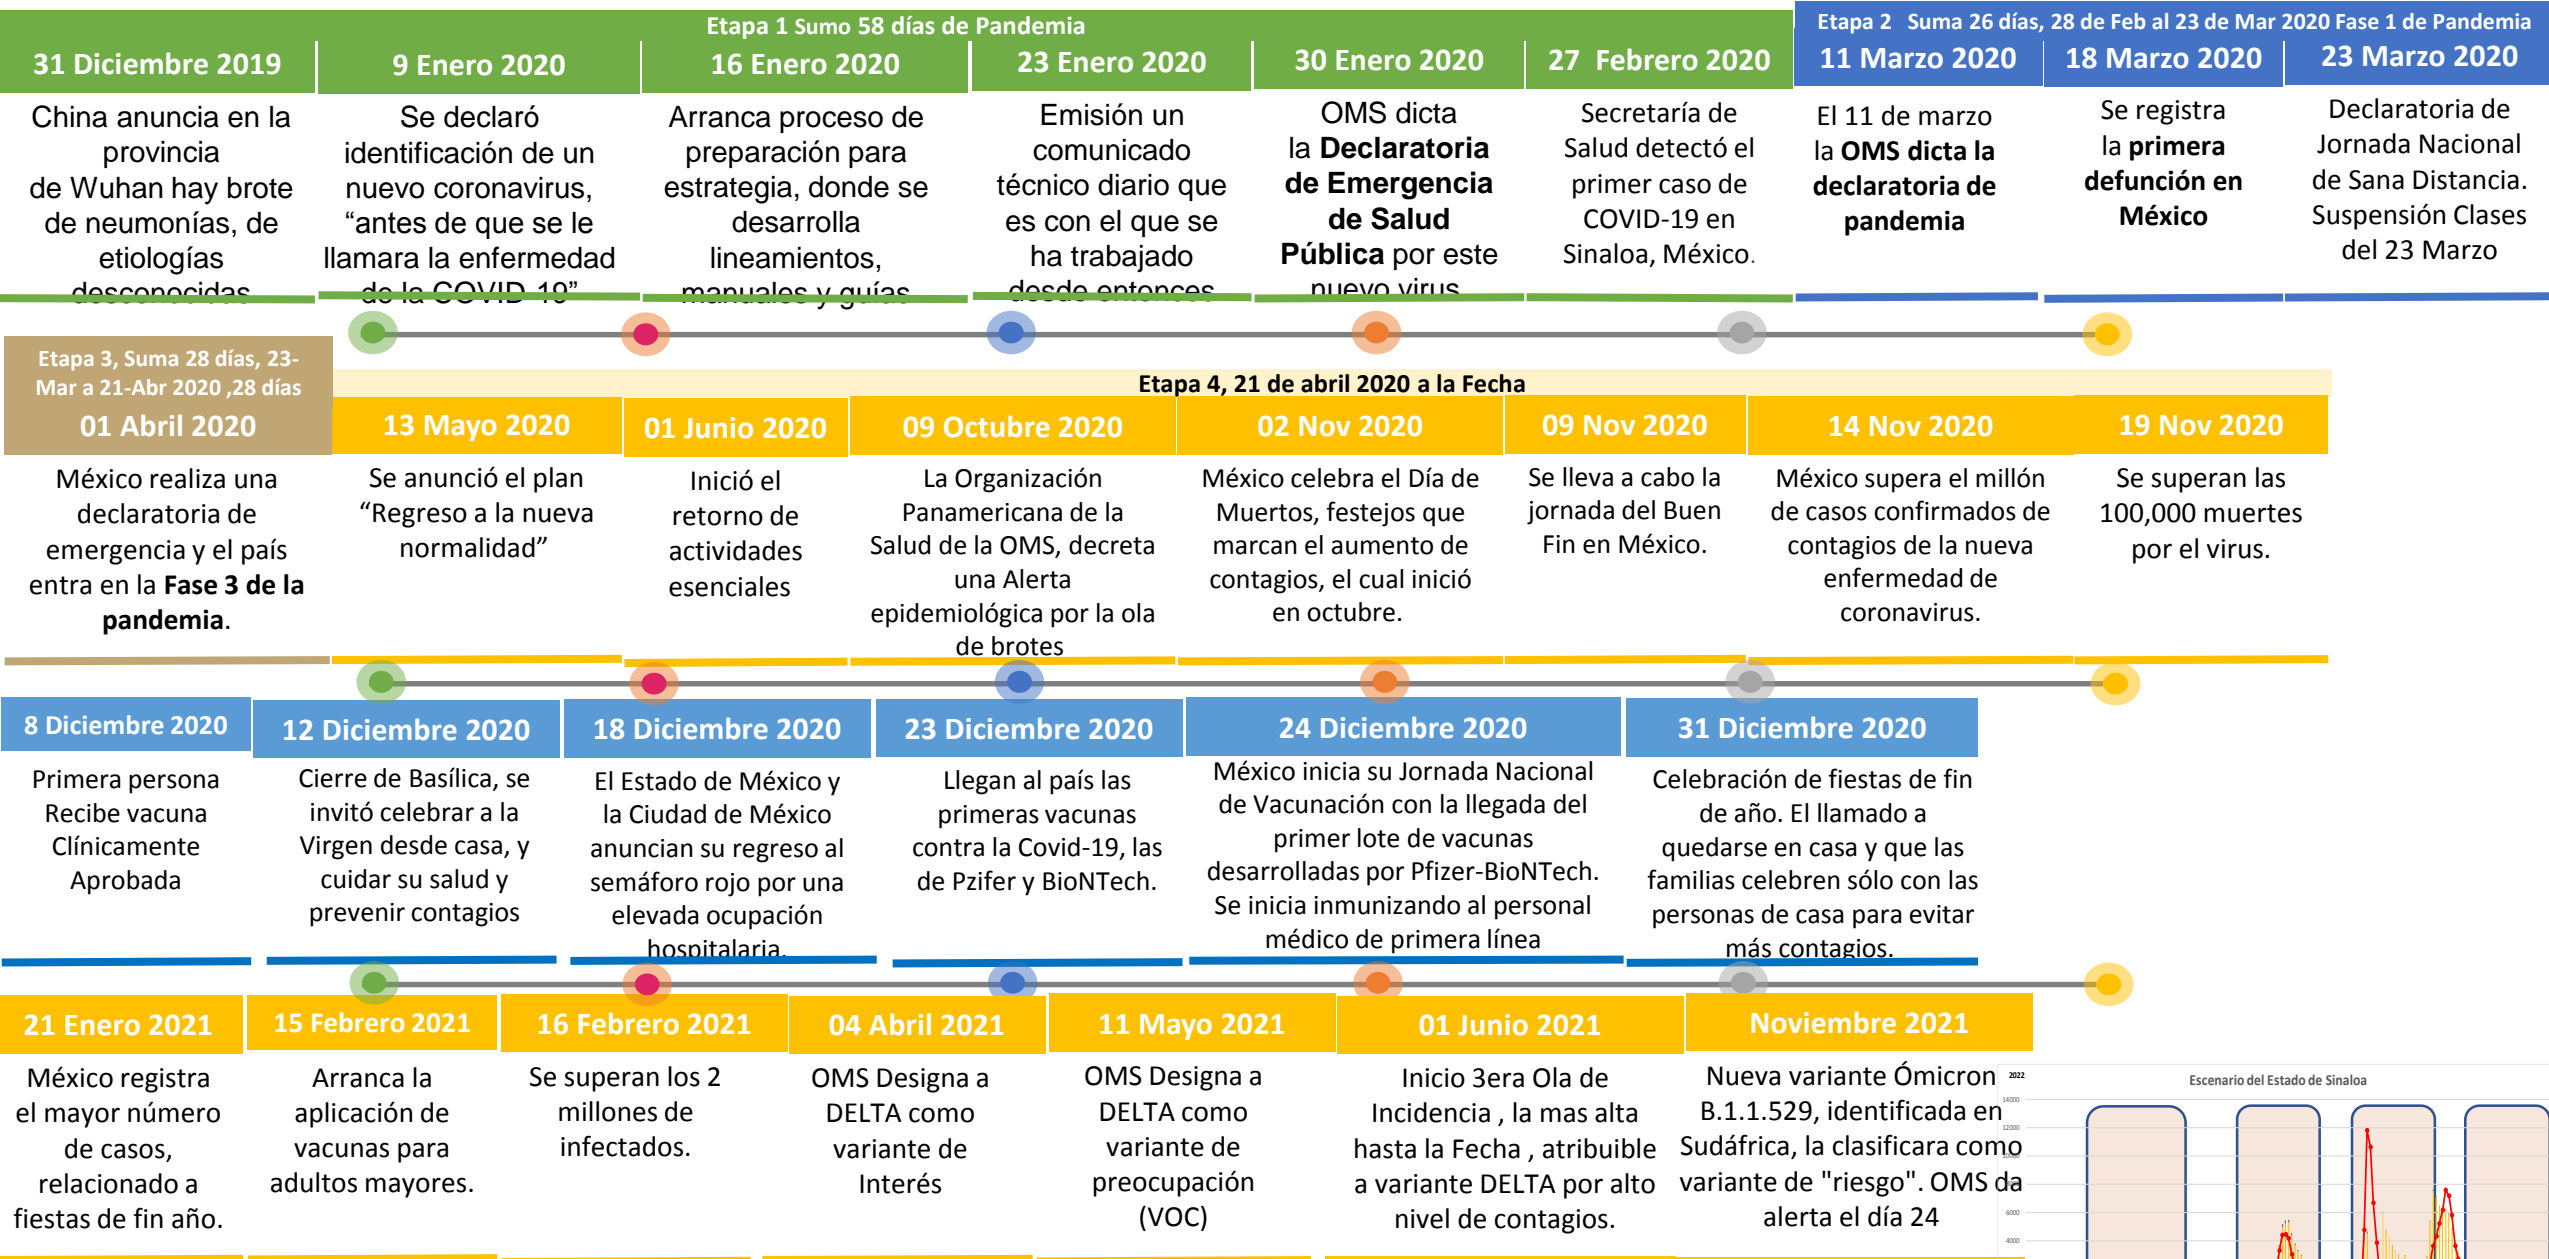 Etapa 1 Sumo 58 días de Pandemia
Etapa 2 Suma 26 días, 28 de Feb al 23 de Mar 2020 Fase 1 de Pandemia
31 Diciembre 2019
China anuncia en la
provincia
de Wuhan hay brote
de neumonías, de
etiologías
desconocidas
9 Enero 2020
Se declaró
identificación de un
nuevo coronavirus,
“antes de que se le
llamara la enfermedad
de la COVID-19”
16 Enero 2020
Arranca proceso de
preparación para
estrategia, donde se
desarrolla
lineamientos,
manuales y guías
23 Enero 2020
Emisión un
comunicado
técnico diario que
es con el que se
ha trabajado
desde entonces
30 Enero 2020
OMS dicta
la Declaratoria
de Emergencia
de Salud
Pública por este
nuevo virus
27 Febrero 2020
Secretaría de
Salud detectó el
primer caso de
COVID-19 en
Sinaloa, México.
11 Marzo 2020
El 11 de marzo
la OMS dicta la
declaratoria de
pandemia
18 Marzo 2020
Se registra
la primera
defunción en
México
23 Marzo 2020
Declaratoria de
Jornada Nacional
de Sana Distancia.
Suspensión Clases
del 23 Marzo
Etapa 3, Suma 28 días, 23-
Mar a 21-Abr 2020 ,28 días
01 Abril 2020
México realiza una
declaratoria de
emergencia y el país
entra en la Fase 3 de la
pandemia.
Etapa 4, 21 de abril 2020 a la Fecha
13 Mayo 2020
Se anunció el plan
“Regreso a la nueva
normalidad”
01 Junio 2020
Inició el
retorno de
actividades
esenciales
09 Octubre 2020
La Organización
Panamericana de la
Salud de la OMS, decreta
una Alerta
epidemiológica por la ola
de brotes
02 Nov 2020
México celebra el Día de
Muertos, festejos que
marcan el aumento de
contagios, el cual inició
en octubre.
09 Nov 2020
Se lleva a cabo la
jornada del Buen
Fin en México.
14 Nov 2020
México supera el millón
de casos confirmados de
contagios de la nueva
enfermedad de
coronavirus.
19 Nov 2020
Se superan las
100,000 muertes
por el virus.
8 Diciembre 2020
Primera persona
Recibe vacuna
Clínicamente
Aprobada
12 Diciembre 2020
Cierre de Basílica, se
invitó celebrar a la
Virgen desde casa, y
cuidar su salud y
prevenir contagios
18 Diciembre 2020
El Estado de México y
la Ciudad de México
anuncian su regreso al
semáforo rojo por una
elevada ocupación
hospitalaria.
23 Diciembre 2020
Llegan al país las
primeras vacunas
contra la Covid-19, las
de Pzifer y BioNTech.
24 Diciembre 2020
México inicia su Jornada Nacional
de Vacunación con la llegada del
primer lote de vacunas
desarrolladas por Pfizer-BioNTech.
Se inicia inmunizando al personal
médico de primera línea
31 Diciembre 2020
Celebración de fiestas de fin
de año. El llamado a
quedarse en casa y que las
familias celebren sólo con las
personas de casa para evitar
más contagios.
21 Enero 2021
México registra
el mayor número
de casos,
relacionado a
fiestas de fin año.
15 Febrero 2021
Arranca la
aplicación de
vacunas para
adultos mayores.
16 Febrero 2021
Se superan los 2
millones de
infectados.
04 Abril 2021
OMS Designa a
DELTA como
variante de
Interés
11 Mayo 2021
OMS Designa a
DELTA como
variante de
preocupación
(VOC)
01 Junio 2021
Inicio 3era Ola de
Incidencia , la mas alta
hasta la Fecha , atribuible
a variante DELTA por alto
nivel de contagios.
Noviembre 2021
Nueva variante Ómicron
B.1.1.529, identificada en
Sudáfrica, la clasificara como
variante de "riesgo". OMS da
alerta el día 24
2022
Escenario del Estado de Sinaloa
14000
12000
10000
6000
4000